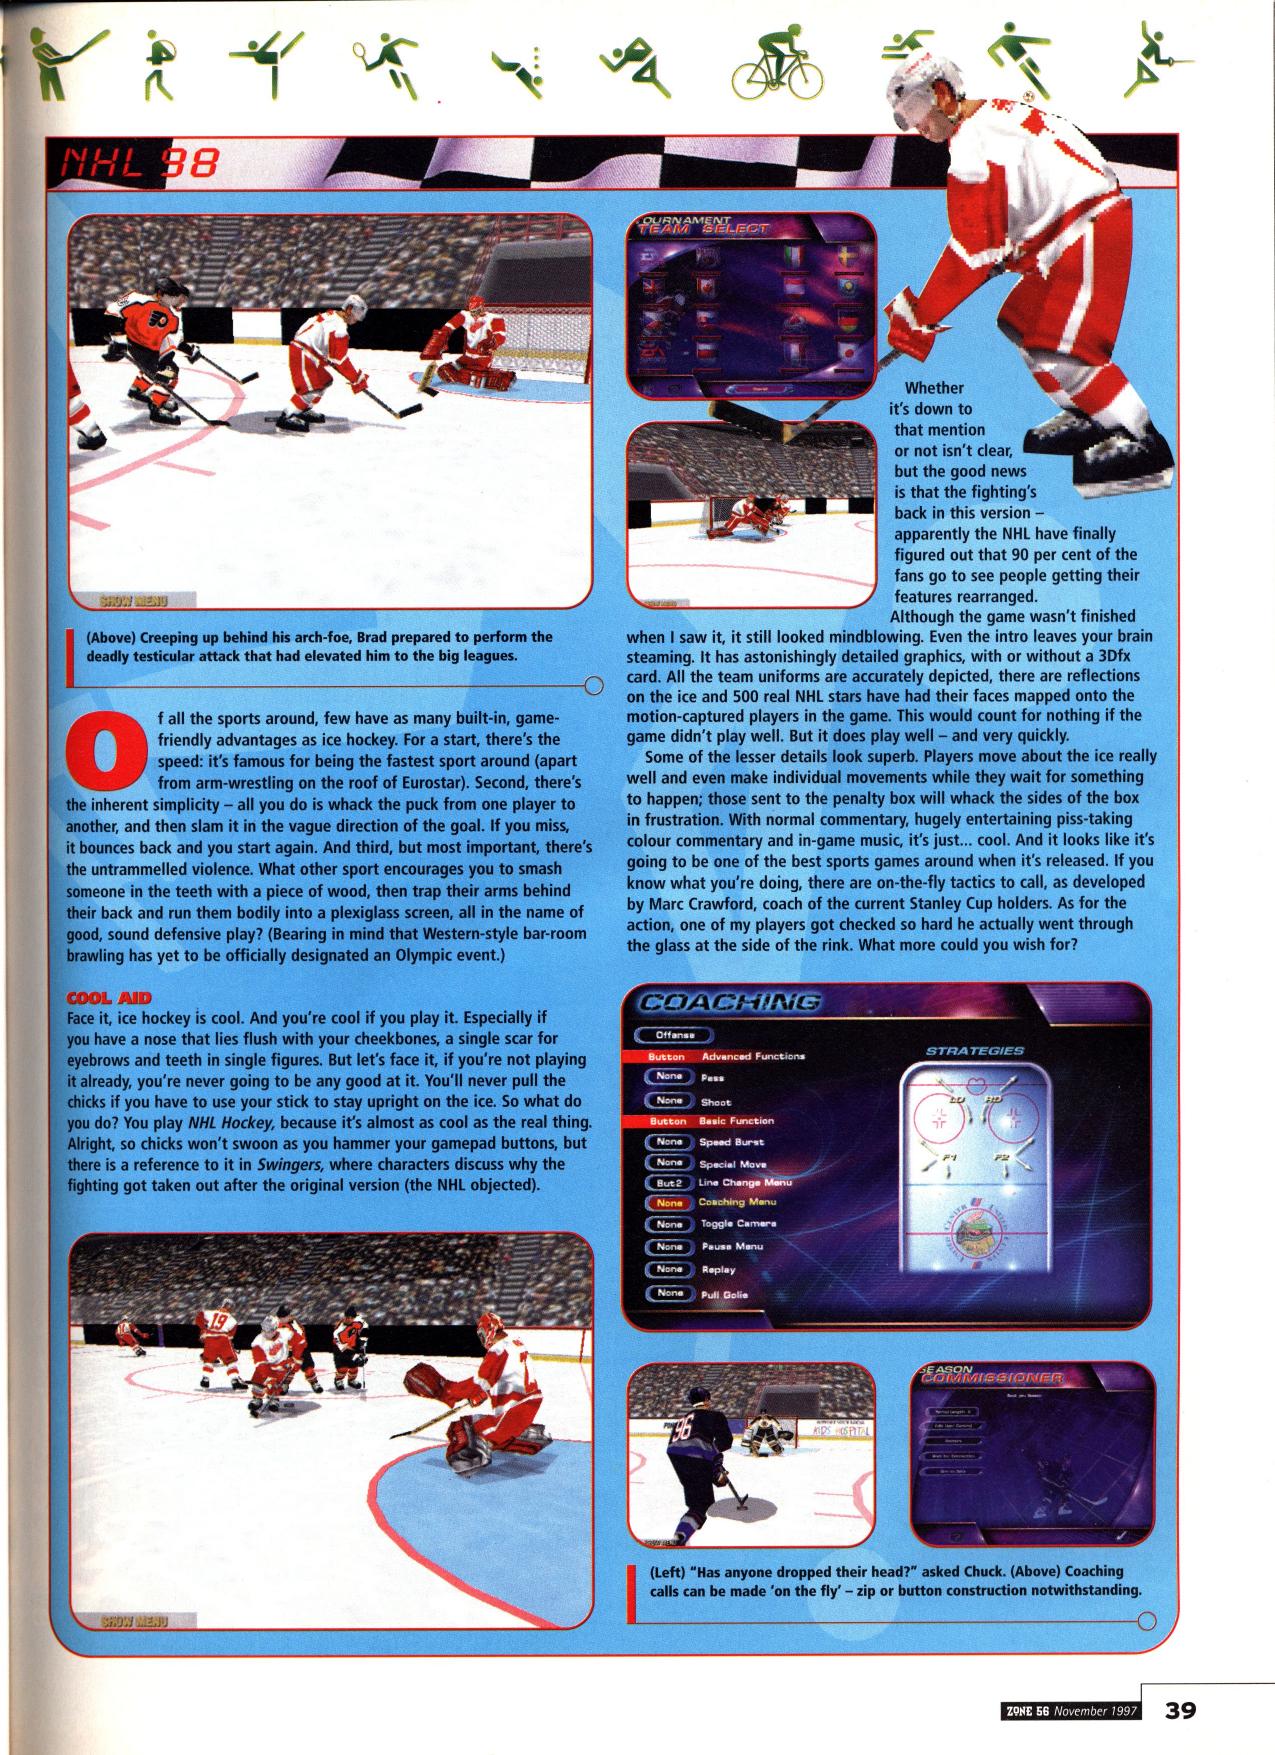 NHL 98
SHOW MENU
TOURNAMENT
TEAM SELECT
(Above) Creeping up behind his arch-foe, Brad prepared to perform the
deadly testicular attack that had elevated him to the big leagues.
Of all the sports around, few have as many built-in, game-
friendly advantages as ice hockey. For a start, there's the
speed: it's famous for being the fastest sport around (apart
from arm-wrestling on the roof of Eurostar). Second, there's
the inherent simplicity – all you do is whack the puck from one player to
another, and then slam it in the vague direction of the goal. If you miss,
it bounces back and you start again. And third, but most important, there's
the untrammelled violence. What other sport encourages you to smash
someone in the teeth with a piece of wood, then trap their arms behind
their back and run them bodily into a plexiglass screen, all in the name of
good, sound defensive play? (Bearing in mind that Western-style bar-room
brawling has yet to be officially designated an Olympic event.)
COOL AID
Face it, ice hockey is cool. And you're cool if you play it. Especially if
you have a nose that lies flush with your cheekbones, a single scar for
eyebrows and teeth in single figures. But let's face it, if you're not playing
it already, you're never going to be any good at it. You'll never pull the
chicks if you have to use your stick to stay upright on the ice. So what do
you do? You play NHL Hockey, because it's almost as cool as the real thing.
Alright, so chicks won't swoon as you hammer your gamepad buttons, but
there is a reference to it in Swingers, where characters discuss why the
fighting got taken out after the original version (the NHL objected).
19
SHOW MENU
Whether
it's down to
that mention
or not isn't clear,
but the good news
is that the fighting's
back in this version –
apparently the NHL have finally
figured out that 90 per cent of the
fans go to see people getting their
features rearranged.
Although the game wasn't finished
when I saw it, it still looked mindblowing. Even the intro leaves your brain
steaming. It has astonishingly detailed graphics, with or without a 3Dfx
card. All the team uniforms are accurately depicted, there are reflections
on the ice and 500 real NHL stars have had their faces mapped onto the
motion-captured players in the game. This would count for nothing if the
game didn't play well. But it does play well – and very quickly.
Some of the lesser details look superb. Players move about the ice really
well and even make individual movements while they wait for something
to happen; those sent to the penalty box will whack the sides of the box
in frustration. With normal commentary, hugely entertaining piss-taking
colour commentary and in-game music, it's just... cool. And it looks like it's
going to be one of the best sports games around when it's released. If you
know what you're doing, there are on-the-fly tactics to call, as developed
by Marc Crawford, coach of the current Stanley Cup holders. As for the
action, one of my players got checked so hard he actually went through
the glass at the side of the rink. What more could you wish for?
COACHING
Offense
Button Advanced Functions
None Pass
None Shoot
Button Basic Function
None Speed Burst
None Special Move
But2 Line Change Menu
None Coaching Menu
None Toggle Camera
None Pause Menu
None Replay
None Pull Golie
STRATEGIES
LD RD
F1 F2
96
KIDS HOSPITAL
SHOW MENU
SEASON
COMMISSIONER
(Left) "Has anyone dropped their head?" asked Chuck. (Above) Coaching
calls can be made 'on the fly' – zip or button construction notwithstanding.
ZONE 56 November 1997 39